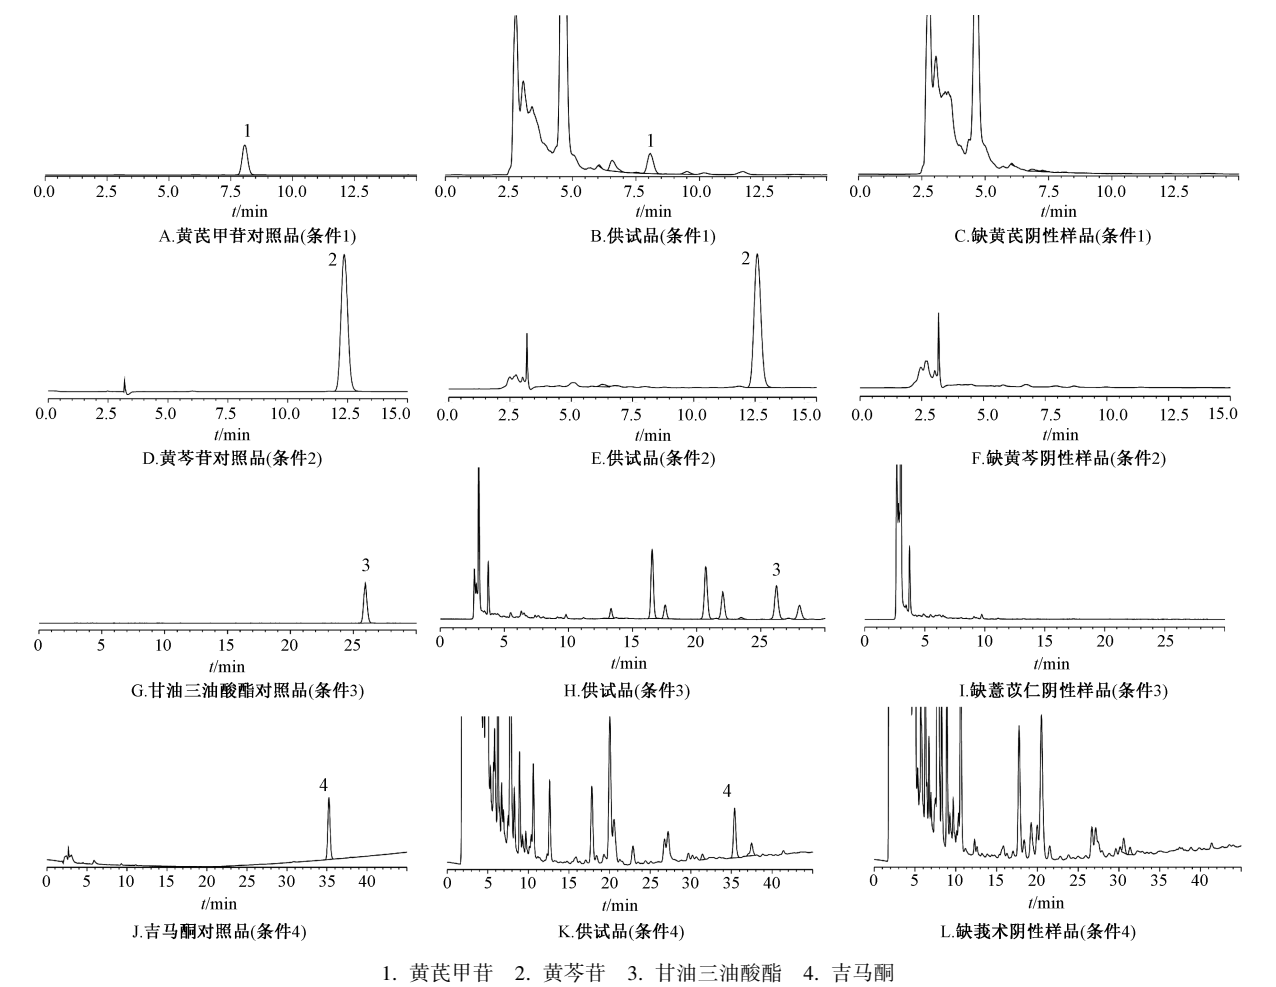 1
1
0.0 2.5 5.0 7.5 10.0 12.5
0.0 2.5 5.0 7.5 10.0 12.5
0.0 2.5 5.0 7.5 10.0 12.5
t/min
t/min
t/min
A.黄芪甲苷对照品(条件1)
B.供试品(条件1)
C.缺黄芪阴性样品(条件1)
2
2
0.0 2.5 5.0 7.5 10.0 12.5 15.0
0.0 2.5 5.0 7.5 10.0 12.5 15.0
0.0 2.5 5.0 7.5 10.0 12.5 15.0
t/min
t/min
t/min
D.黄芩苷对照品(条件2)
E.供试品(条件2)
F.缺黄芩阴性样品(条件2)
3
3
0 5 10 15 20 25
0 5 10 15 20 25
0 5 10 15 20 25
t/min
t/min
t/min
G.甘油三油酸酯对照品(条件3)
H.供试品(条件3)
I.缺薏苡仁阴性样品(条件3)
4
4
0 5 10 15 20 25 30 35 40
0 5 10 15 20 25 30 35 40
0 5 10 15 20 25 30 35 40
t/min
t/min
t/min
J.吉马酮对照品(条件4)
K.供试品(条件4)
L.缺莪术阴性样品(条件4)
1. 黄芪甲苷 2. 黄芩苷 3. 甘油三油酸酯 4. 吉马酮